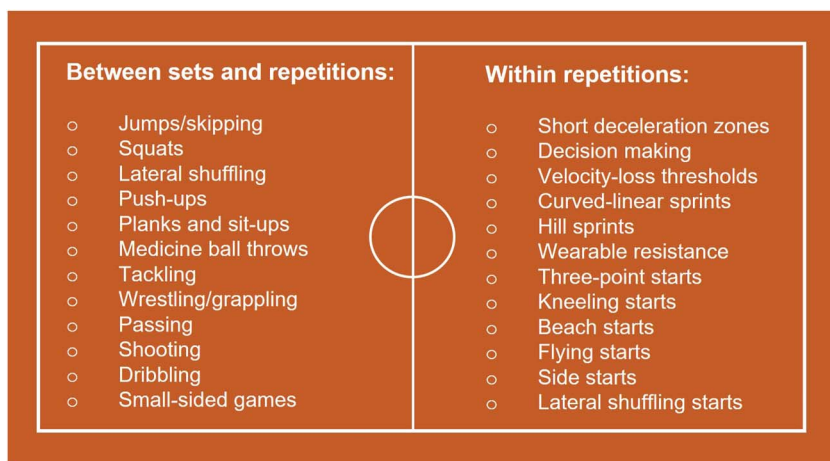 Between sets and repetitions:
o Jumps/skipping
o Squats
o Lateral shuffling
o Push-ups
o Planks and sit-ups
o Medicine ball throws
o Tackling
o Wrestling/grappling
o Passing
o Shooting
o Dribbling
o Small-sided games
Within repetitions:
o Short deceleration zones
o Decision making
o Velocity-loss thresholds
o Curved-linear sprints
o Hill sprints
o Wearable resistance
o Three-point starts
o Kneeling starts
o Beach starts
o Flying starts
o Side starts
o Lateral shuffling starts